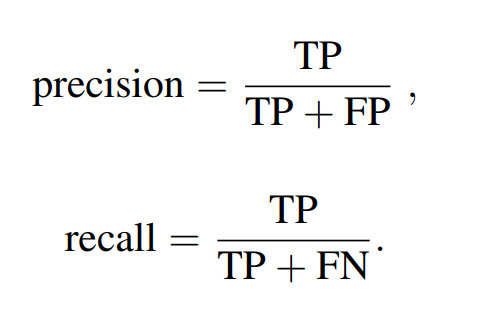 precision = TP / TP + FP ,
recall = TP / TP + FN .